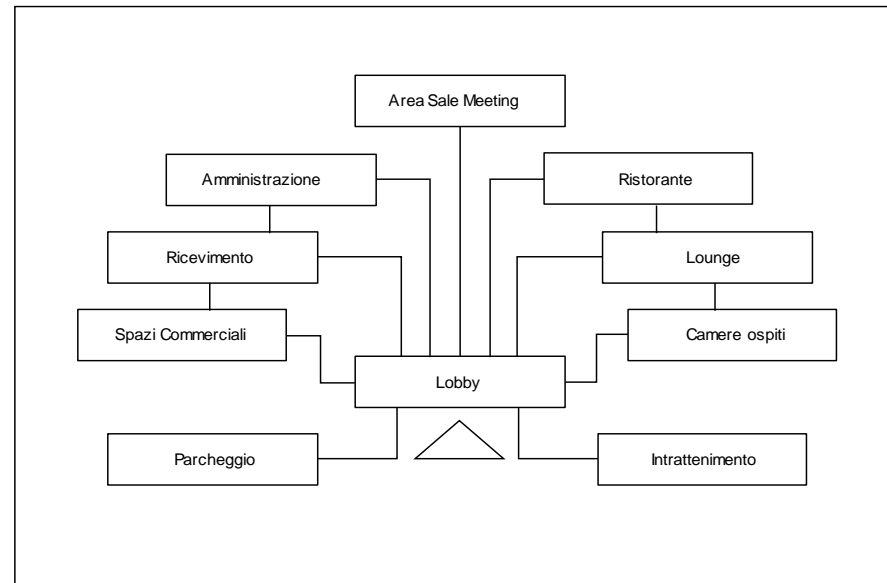 Area Sale Meeting
Amministrazione
Ristorante
Ricevimento
Lounge
Spazi Commerciali
Camere ospiti
Lobby
Parcheggio
Intrattenimento